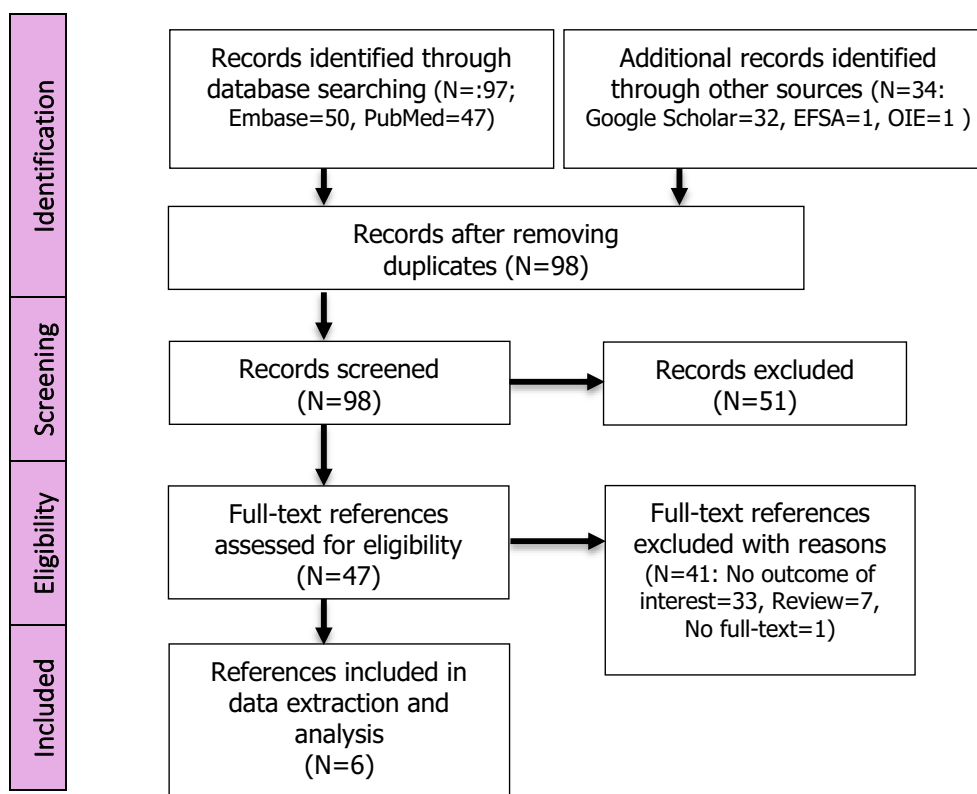 Identification
Records identified through
database searching (N=:97;
Embase=50, PubMed=47)
Additional records identified
through other sources (N=34:
Google Scholar=32, EFSA=1, OIE=1 )
Records after removing
duplicates (N=98)
Screening
Records screened
(N=98)
Records excluded
(N=51)
Eligibility
Full-text references
assessed for eligibility
(N=47)
Full-text references
excluded with reasons
(N=41: No outcome of
interest=33, Review=7,
No full-text=1)
Included
References included in
data extraction and
analysis
(N=6)